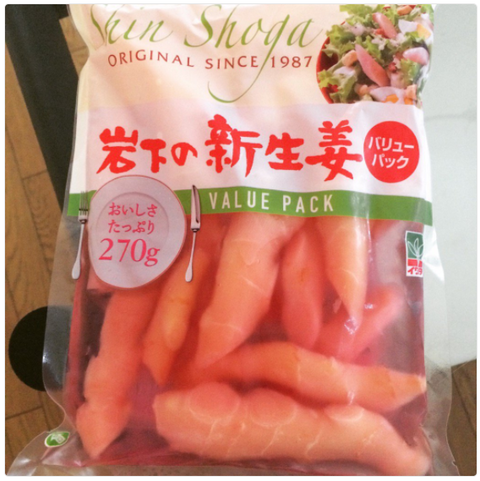 Shin Shoga
ORIGINAL SINCE 1987
岩下の新生姜
バリュー
パック
VALUE PACK
おいしさ
たっぷり
270g